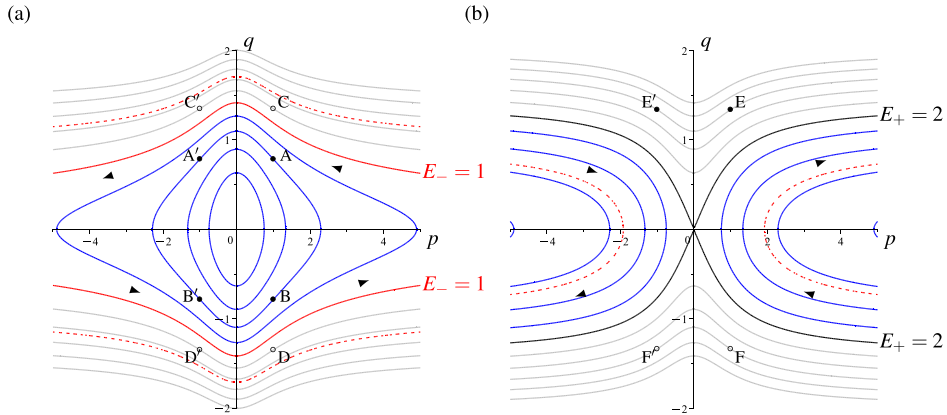 (a)
q
2
C′ C
A′ A
E₋ = 1
−4 −2 0 2 4 p
B′ B
E₋ = 1
−1
D′ D
−2
(b)
q
2
E′ E
1
E₊ = 2
−4 −2 0 2 4 p
−1
F′ F
E₊ = 2
−2